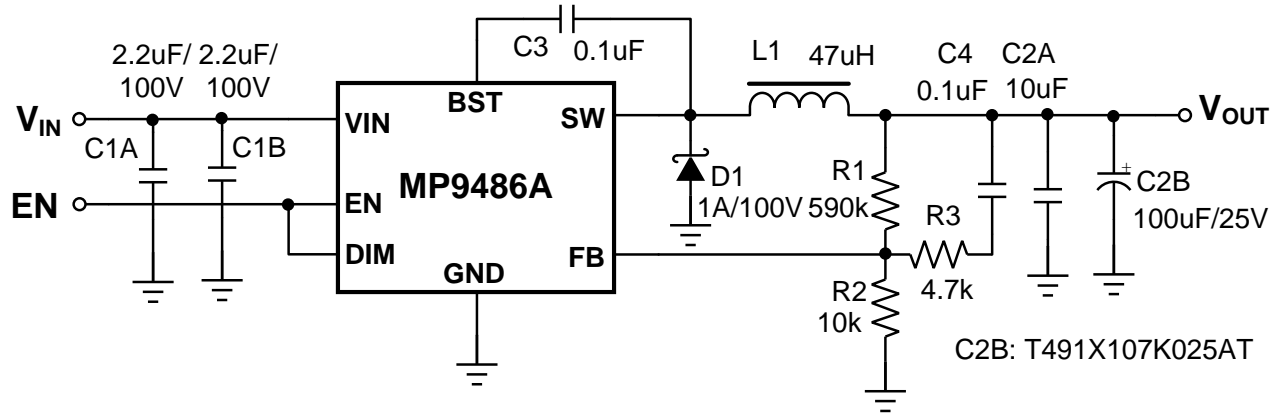 C3
0.1uF
L1
47uH
C4
0.1uF
C2A
10uF
2.2uF/
100V
2.2uF/
100V
BST
VIN
VIN
SW
VOUT
C1A
C1B
MP9486A
D1
1A/100V
R1
590k
C2B
100uF/25V
+
EN
EN
DIM
GND
FB
R3
4.7k
R2
10k
C2B: T491X107K025AT